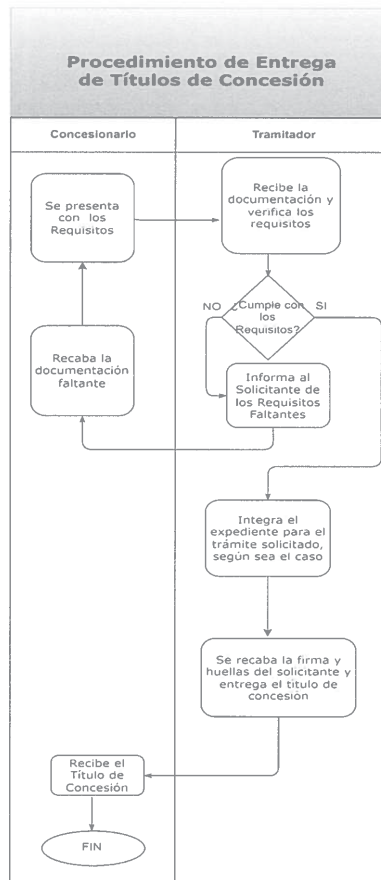 Procedimiento de Entrega
de Títulos de Concesión
Concesionario
Tramitador
Se presenta
con los
Requisitos
Recibe la
documentación y
verifica los
requisitos
NO
¿Cumple con
los
Requisitos?
SI
Recaba la
documentación
faltante
Informa al
Solicitante de
los Requisitos
Faltantes
Integra el
expediente para el
trámite solicitado,
según sea el caso
Se recaba la firma y
huellas del solicitante y
entrega el titulo de
concesión
Recibe el
Título de
Concesión
FIN